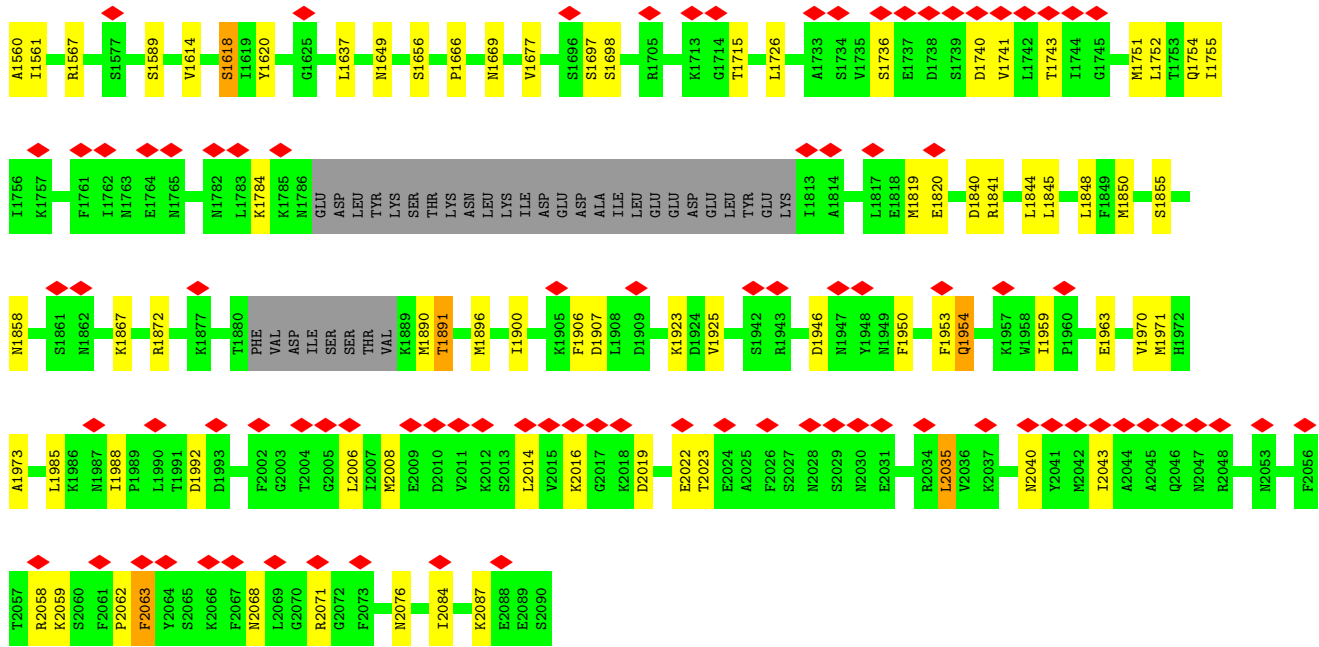 A1560 I1561 R1567 S1577 S1589 V1614 S1618 I1619 Y1620 G1625 L1637 N1649 S1656 P1666 N1669 V1677 S1696 S1697 S1698 R1705 K1713 G1714 T1715 L1726 A1733 S1734 V1735 S1736 E1737 D1738 S1739 D1740 V1741 L1742 T1743 I1744 G1745 M1751 L1752 T1753 Q1754 I1755
I1756 K1757 F1761 I1762 N1763 E1764 N1765 N1782 L1783 K1784 K1785 N1786 GLU ASP LEU TYR LYS SER THR LYS ASN LEU LYS ILE ASP GLU ASP ALA ILE LEU GLU GLU ASP GLU LEU TYR GLU LYS I1813 A1814 L1817 E1818 M1819 E1820 D1840 R1841 L1844 L1845 L1848 F1849 M1850 S1855
N1858 S1861 N1862 K1867 R1872 K1877 T1880 PHE VAL ASP ILE SER SER THR VAL K1889 M1890 T1891 M1896 I1900 K1905 F1906 D1907 L1908 D1909 K1923 D1924 V1925 S1942 R1943 D1946 N1947 Y1948 N1949 F1950 F1953 Q1954 K1957 W1958 I1959 P1960 E1963 V1970 M1971 H1972
A1973 L1985 K1986 N1987 I1988 P1989 L1990 T1991 D1992 D1993 F2002 G2003 T2004 G2005 L2006 I2007 M2008 E2009 D2010 V2011 K2012 S2013 L2014 V2015 K2016 G2017 K2018 D2019 E2022 T2023 E2024 A2025 F2026 S2027 N2028 S2029 N2030 E2031 R2034 L2035 V2036 K2037 N2040 Y2041 M2042 I2043 A2044 A2045 Q2046 N2047 R2048 N2053 F2056
T2057 R2058 K2059 S2060 F2061 P2062 F2063 Y2064 S2065 K2066 F2067 N2068 L2069 G2070 R2071 G2072 F2073 N2076 I2084 K2087 E2088 E2089 S2090